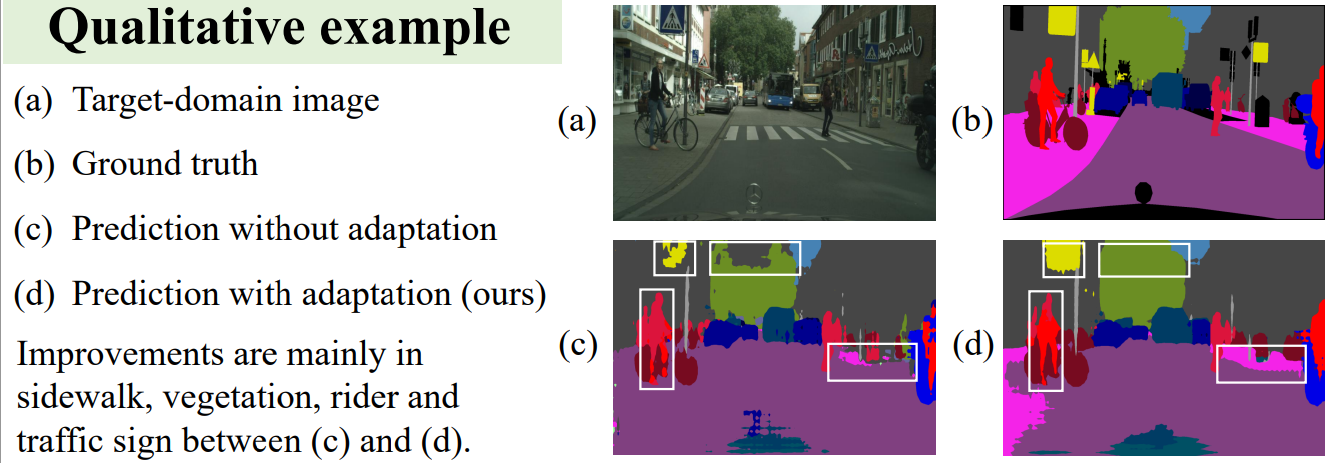 Qualitative example
(a) Target-domain image
(b) Ground truth
(c) Prediction without adaptation
(d) Prediction with adaptation (ours)
Improvements are mainly in
sidewalk, vegetation, rider and
traffic sign between (c) and (d).
(a)
(b)
(c)
(d)